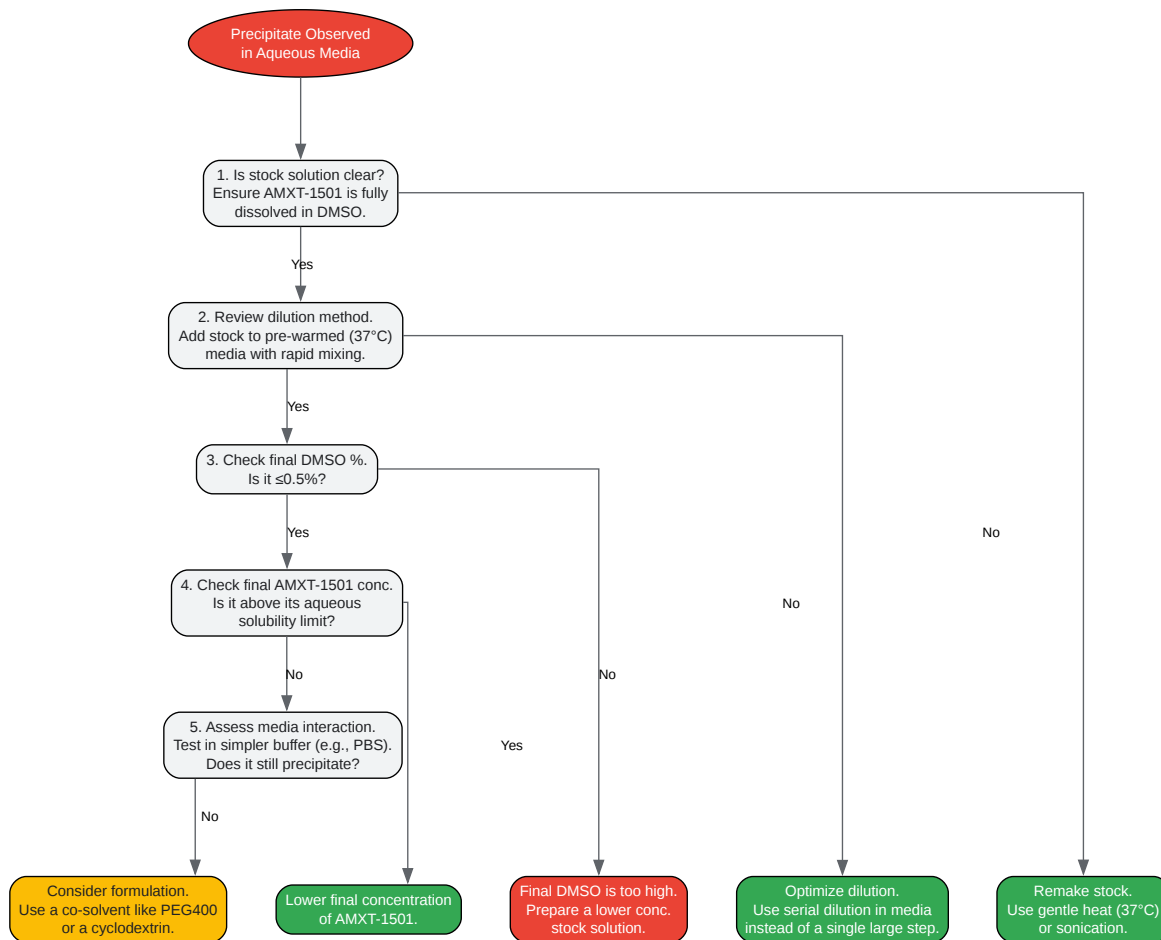 Precipitate Observed
in Aqueous Media
1. Is stock solution clear?
Ensure AMXT-1501 is fully
dissolved in DMSO.
Yes
2. Review dilution method.
Add stock to pre-warmed (37°C)
media with rapid mixing.
Yes
3. Check final DMSO %.
Is it ≤0.5%?
Yes
No
4. Check final AMXT-1501 conc.
Is it above its aqueous
solubility limit?
No
No
No
5. Assess media interaction.
Test in simpler buffer (e.g., PBS).
Does it still precipitate?
Yes
No
Consider formulation.
Use a co-solvent like PEG400
or a cyclodextrin.
Lower final concentration
of AMXT-1501.
Final DMSO is too high.
Prepare a lower conc.
stock solution.
Optimize dilution.
Use serial dilution in media
instead of a single large step.
Remake stock.
Use gentle heat (37°C)
or sonication.